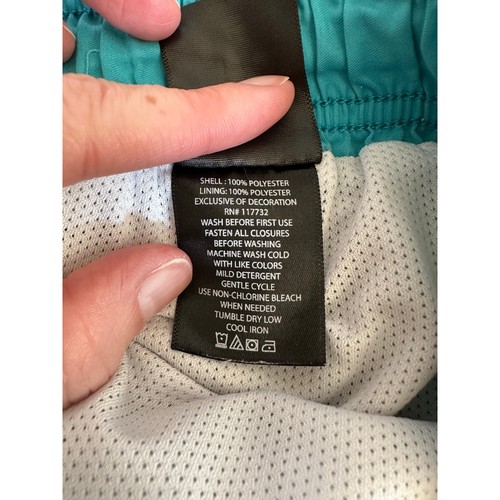 SHELL : 100% POLYESTER
LINING: 100% POLYESTER
EXCLUSIVE OF DECORATION
RN# 117732
WASH BEFORE FIRST USE
FASTEN ALL CLOSURES
BEFORE WASHING
MACHINE WASH COLD
WITH LIKE COLORS
MILD DETERGENT
GENTLE CYCLE
USE NON-CHLORINE BLEACH
WHEN NEEDED
TUMBLE DRY LOW
COOL IRON